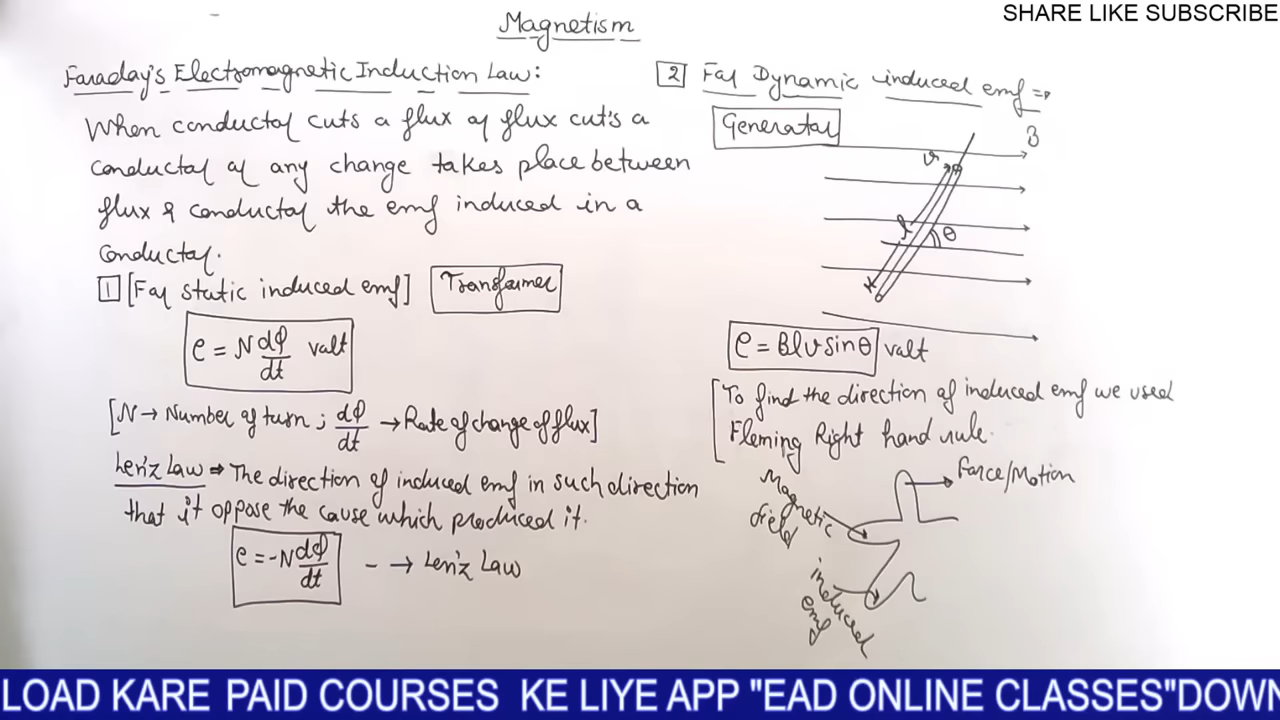 SHARE LIKE SUBSCRIBE
Magnetism
Faraday's Electromagnetic Induction Law:
When conductor cuts a flux or flux cut's a
conductor or any change takes place between
flux & conductor the emf induced in a
conductor.
1 [For static induced emf] Transformer
e = N dφ/dt volt
[N → Number of turn ; dφ/dt → Rate of change of flux]
Len'z Law ⇒ The direction of induced emf in such direction
that it oppose the cause which produced it.
e = -N dφ/dt - → Len'z Law
2 For Dynamic induced emf ⇒
Generator
B
v
l
θ
e = Blv sinθ volt
[To find the direction of induced emf we used
Fleming Right hand rule.
Force/Motion
Magnetic
field
induced
emf
LOAD KARE PAID COURSES KE LIYE APP "EAD ONLINE CLASSES"DOWN